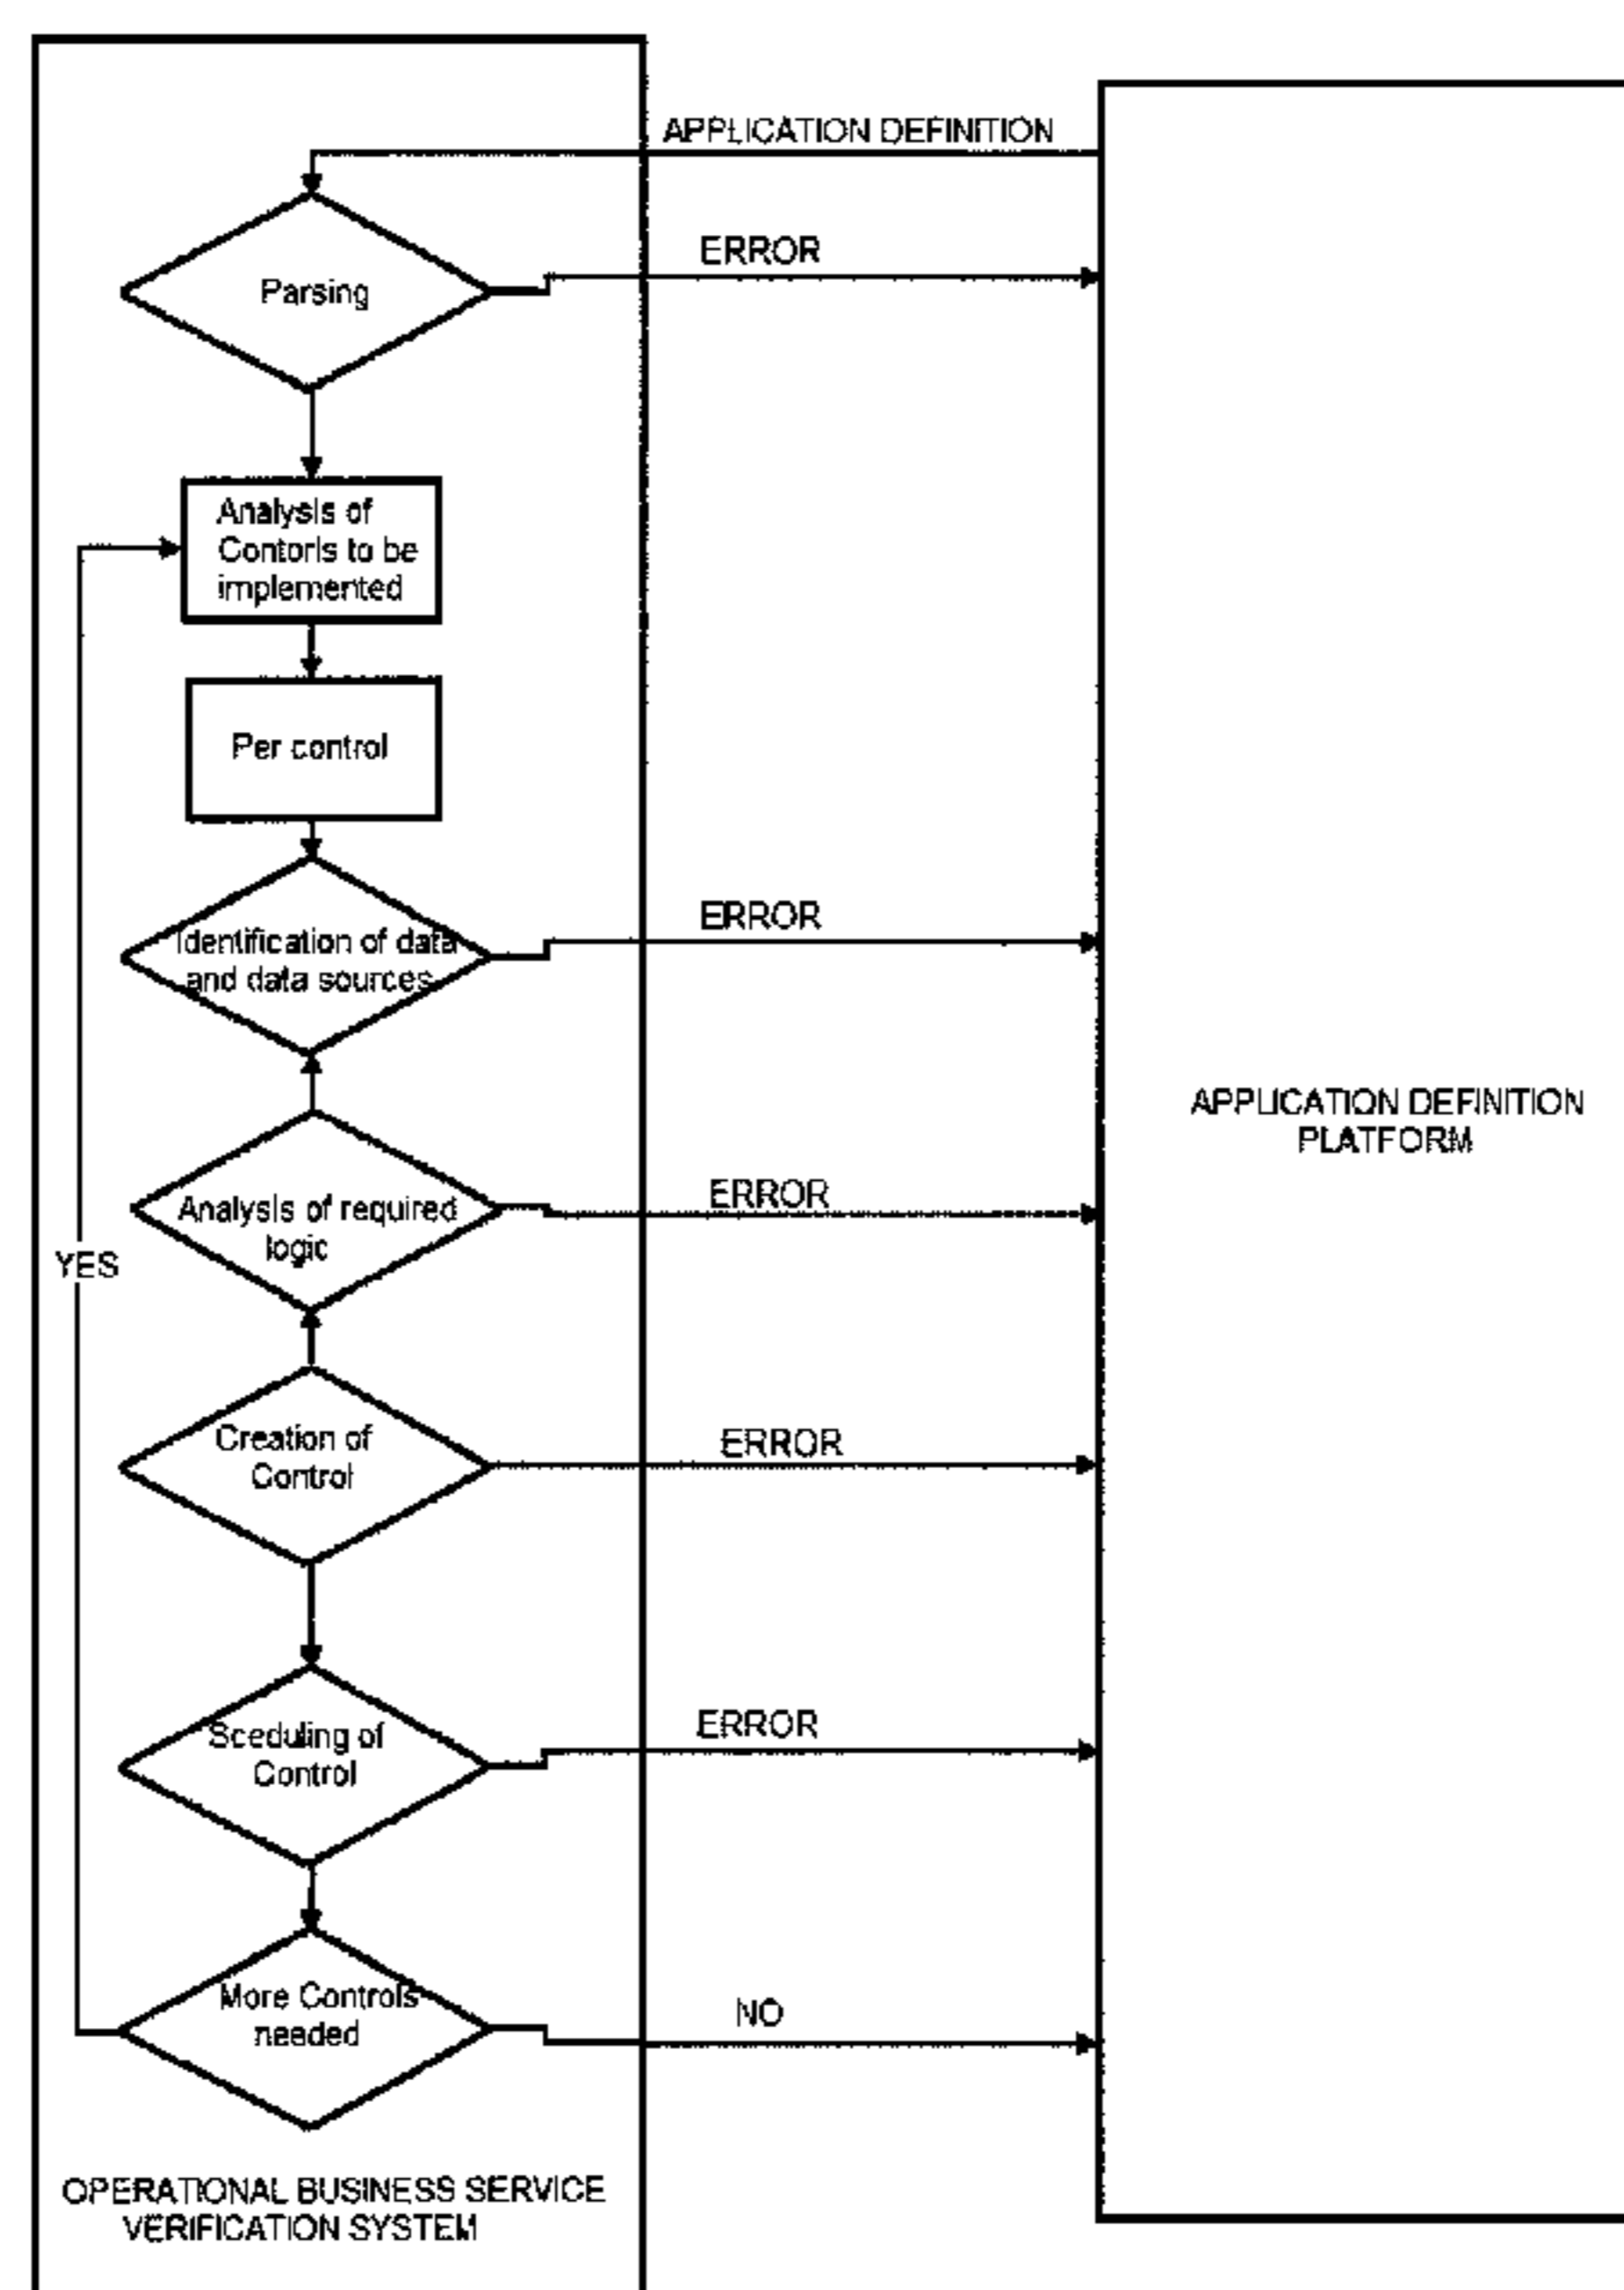 APPLICATION DEFINITION
ERROR
Parsing
Analysis of
Contorls to be
implemented
Per control
ERROR
Identification of data
and data sources
APPLICATION DEFINITION
PLATFORM
ERROR
Analysis of required
logic
YES
ERROR
Creation of
Control
ERROR
Sceduling of
Control
More Controls
needed
NO
OPERATIONAL BUSINESS SERVICE
VERIFICATION SYSTEM